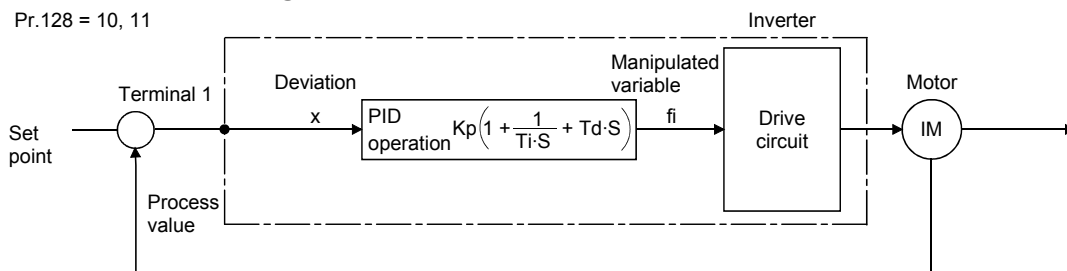 Pr.128 = 10, 11
Inverter
Set
point
Terminal 1
Process
value
Deviation
x
PID
operation
Kp(1 + 1/Ti·S + Td·S)
Manipulated
variable
fi
Drive
circuit
Motor
IM